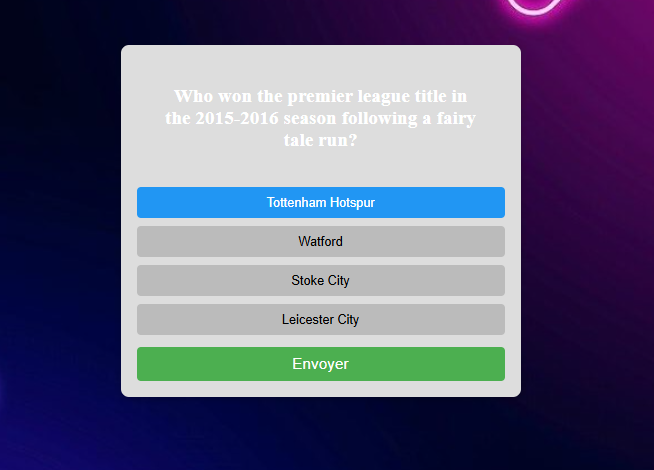 Who won the premier league title in
the 2015-2016 season following a fairy
tale run?
Tottenham Hotspur
Watford
Stoke City
Leicester City
Envoyer